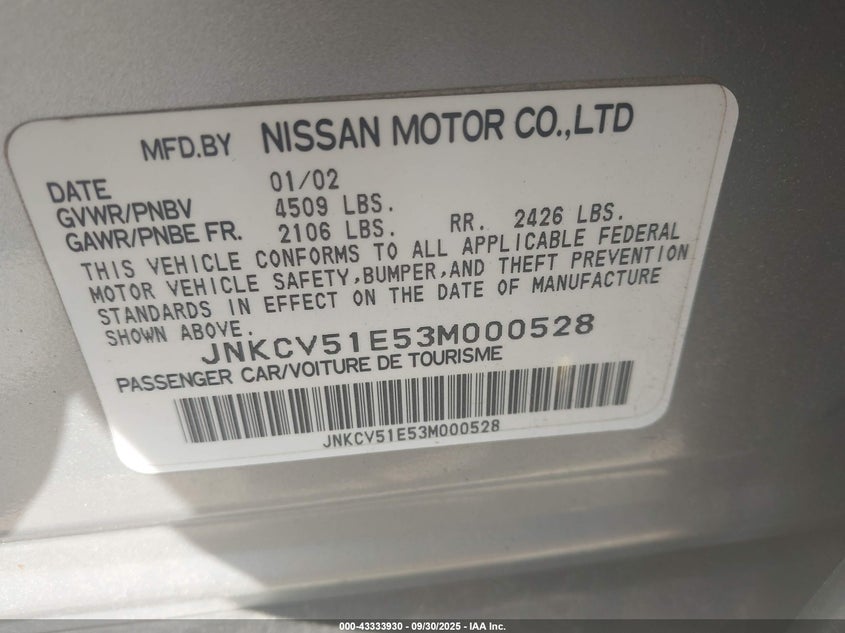 MFD.BY NISSAN MOTOR CO.,LTD
DATE 01/02
GVWR/PNBV 4509 LBS.
GAWR/PNBE FR. 2106 LBS. RR. 2426 LBS.
THIS VEHICLE CONFORMS TO ALL APPLICABLE FEDERAL
MOTOR VEHICLE SAFETY,BUMPER,AND THEFT PREVENTION
STANDARDS IN EFFECT ON THE DATE OF MANUFACTURE
SHOWN ABOVE.
JNKCV51E53M000528
PASSENGER CAR/VOITURE DE TOURISME
JNKCV51E53M000528
000-43333930 - 09/30/2025 - IAA Inc.